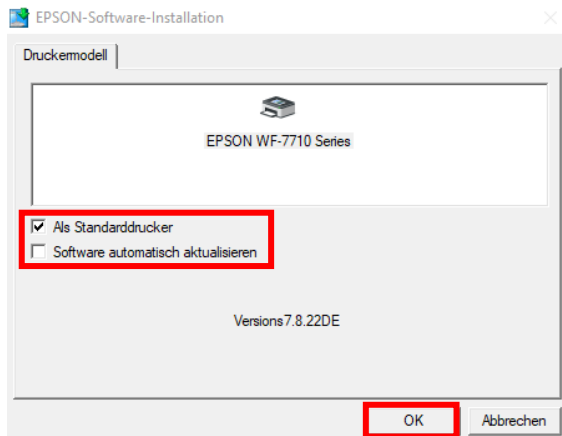 EPSON-Software-Installation
Druckermodell
EPSON WF-7710 Series
Als Standarddrucker
Software automatisch aktualisieren
Versions7.8.22DE
OK Abbrechen